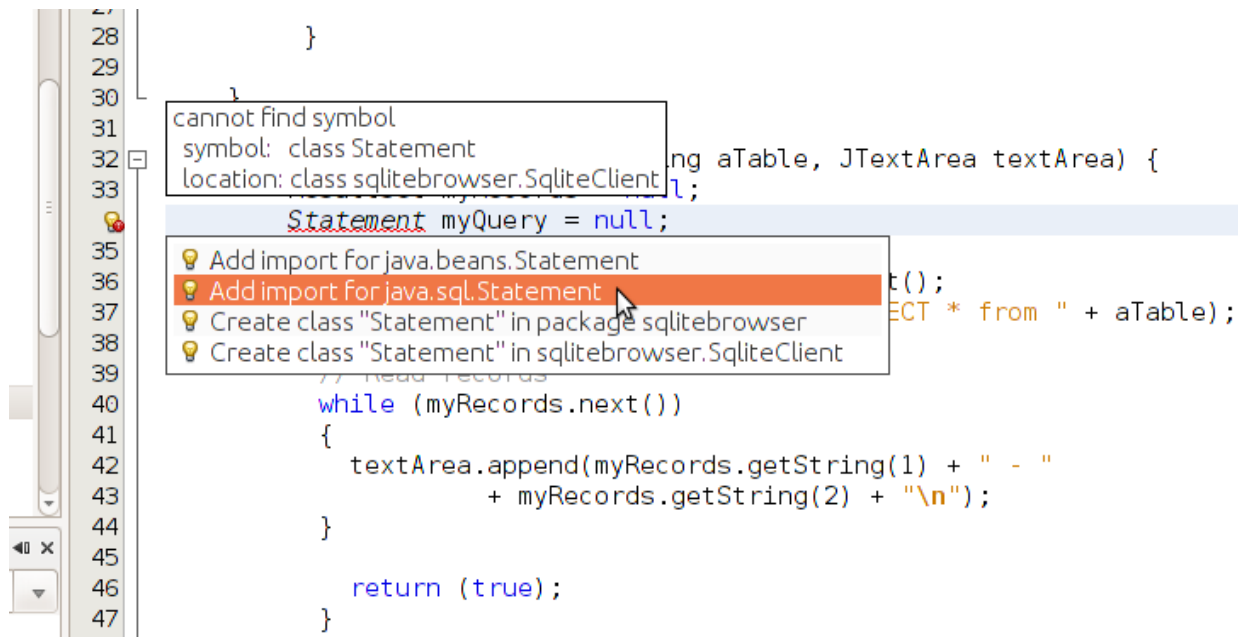 27
28 }
29
30 }
cannot find symbol
symbol: class Statement
location: class sqlitebrowser.SqliteClient
31
32 ng aTable, JTextArea textArea) {
33 = null;
Statement myQuery = null;
35
Add import for java.beans.Statement
36 t();
Add import for java.sql.Statement
37 ECT * from " + aTable);
Create class "Statement" in package sqlitebrowser
38
Create class "Statement" in sqlitebrowser.SqliteClient
39 // Read records
40 while (myRecords.next())
41 {
42 textArea.append(myRecords.getString(1) + " - "
43 + myRecords.getString(2) + "\n");
44 }
45
46 return (true);
47 }